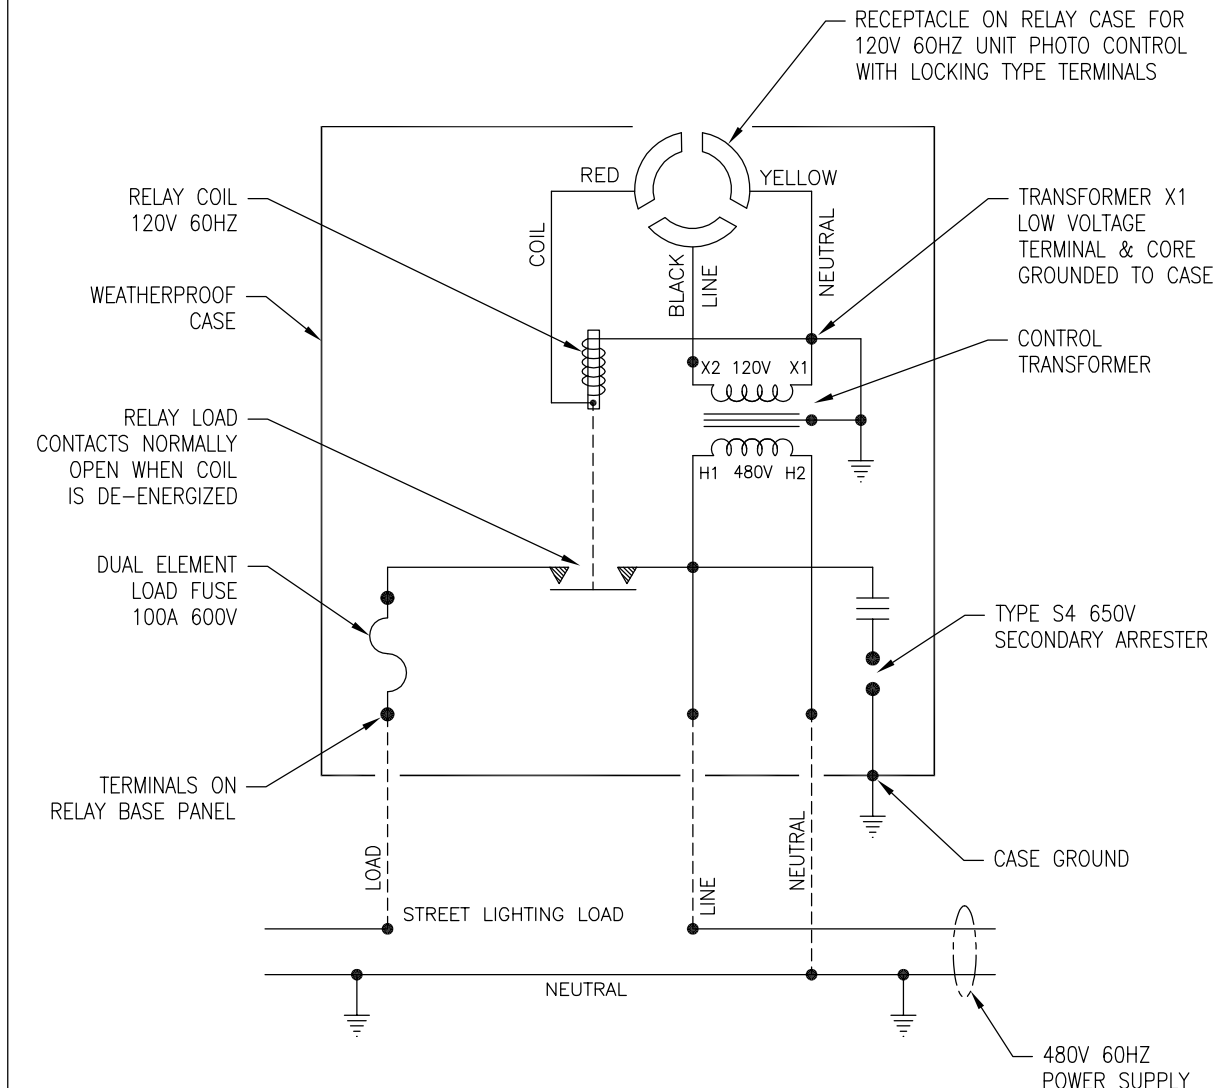 RECEPTACLE ON RELAY CASE FOR
120V 60HZ UNIT PHOTO CONTROL
WITH LOCKING TYPE TERMINALS
RED
YELLOW
RELAY COIL
120V 60HZ
TRANSFORMER X1
LOW VOLTAGE
TERMINAL & CORE
GROUNDED TO CASE
COIL
BLACK
LINE
NEUTRAL
WEATHERPROOF
CASE
CONTROL
TRANSFORMER
X2 120V X1
RELAY LOAD
CONTACTS NORMALLY
OPEN WHEN COIL
IS DE-ENERGIZED
H1 480V H2
DUAL ELEMENT
LOAD FUSE
100A 600V
TYPE S4 650V
SECONDARY ARRESTER
TERMINALS ON
RELAY BASE PANEL
CASE GROUND
LOAD
LINE
NEUTRAL
STREET LIGHTING LOAD
NEUTRAL
480V 60HZ
POWER SUPPLY